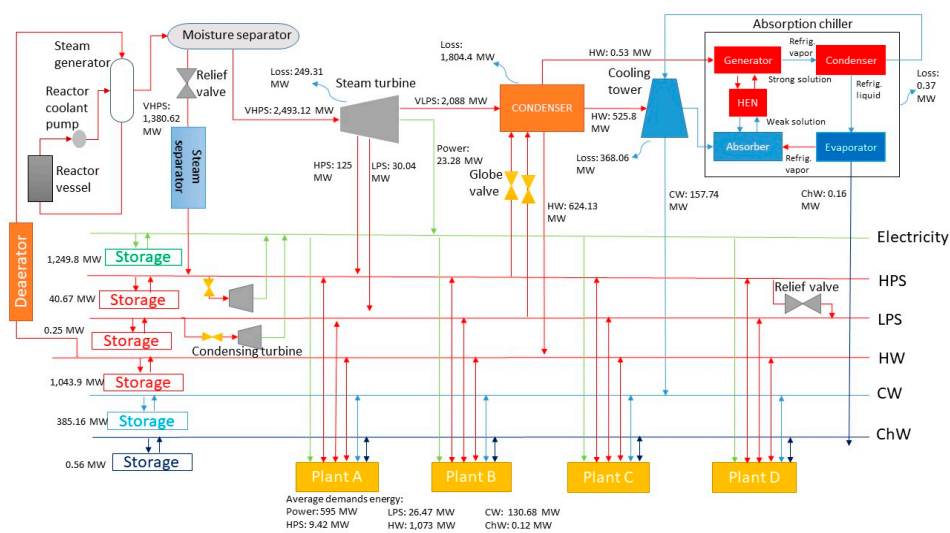 Absorption chiller
Steam
generator
Moisture separator
Reactor
coolant
pump
Relief
valve
VHPS:
1,380.62
MW
Steam
separator
Reactor
vessel
Loss: 249.31
MW
Steam turbine
VHPS: 2,493.12 MW
VLPS: 2,088 MW
Power:
23.28 MW
HPS: 125
MW
LPS: 30.04
MW
Loss:
1,804.4 MW
CONDENSER
Globe
valve
HW: 624.13
MW
HW: 0.53 MW
Cooling
tower
HW: 525.8
MW
Loss: 368.06
MW
CW: 157.74
MW
Generator
Refrig.
vapor
Condenser
Strong solution
HEN
Refrig.
liquid
Weak solution
Absorber
Refrig.
vapor
Evaporator
Loss:
0.37
MW
ChW: 0.16
MW
Deaerator
Electricity
1,249.8 MW
Storage
HPS
40.67 MW
Storage
Relief valve
LPS
0.25 MW
Storage
Condensing turbine
HW
1,043.9 MW
Storage
CW
385.16 MW
Storage
ChW
0.56 MW
Storage
Plant A
Plant B
Plant C
Plant D
Average demands energy:
Power: 595 MW LPS: 26.47 MW CW: 130.68 MW
HPS: 9.42 MW HW: 1,073 MW ChW: 0.12 MW